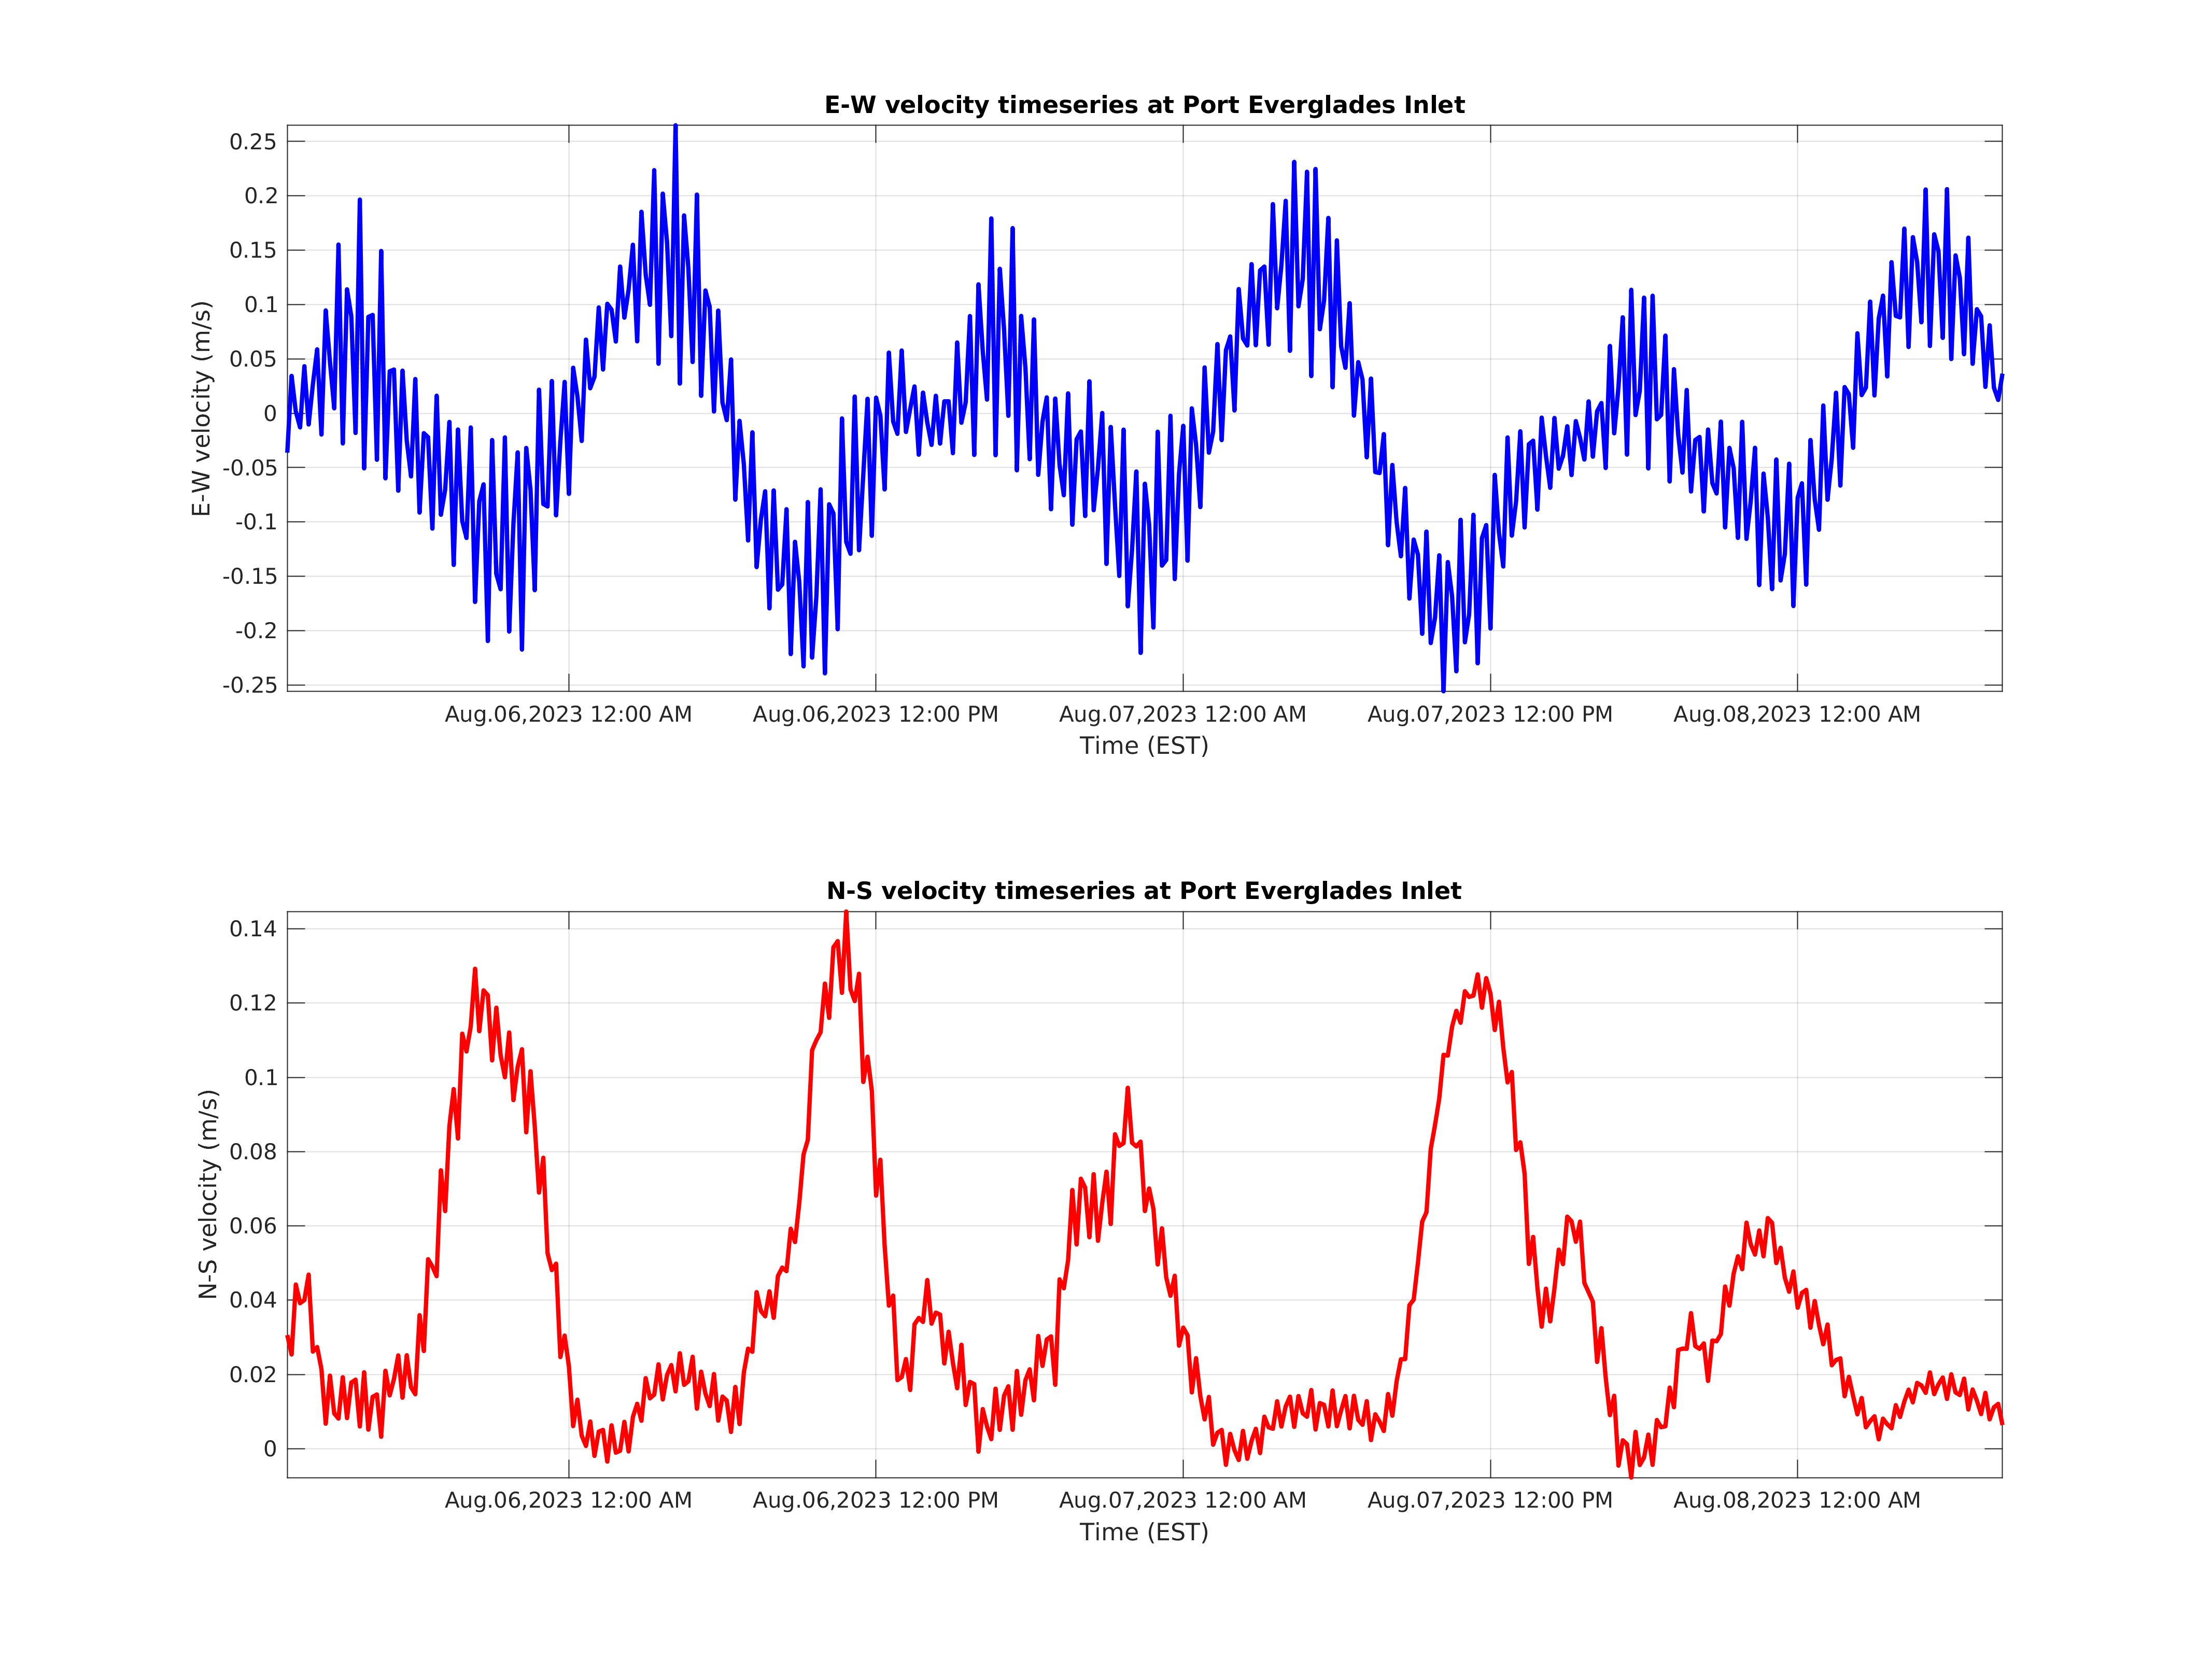 E-W velocity timeseries at Port Everglades Inlet
0.25
0.2
0.15
0.1
0.05
0
-0.05
-0.1
-0.15
-0.2
-0.25
E-W velocity (m/s)
Aug.06,2023 12:00 AM Aug.06,2023 12:00 PM Aug.07,2023 12:00 AM Aug.07,2023 12:00 PM Aug.08,2023 12:00 AM
Time (EST)
N-S velocity timeseries at Port Everglades Inlet
0.14
0.12
0.1
0.08
0.06
0.04
0.02
0
N-S velocity (m/s)
Aug.06,2023 12:00 AM Aug.06,2023 12:00 PM Aug.07,2023 12:00 AM Aug.07,2023 12:00 PM Aug.08,2023 12:00 AM
Time (EST)